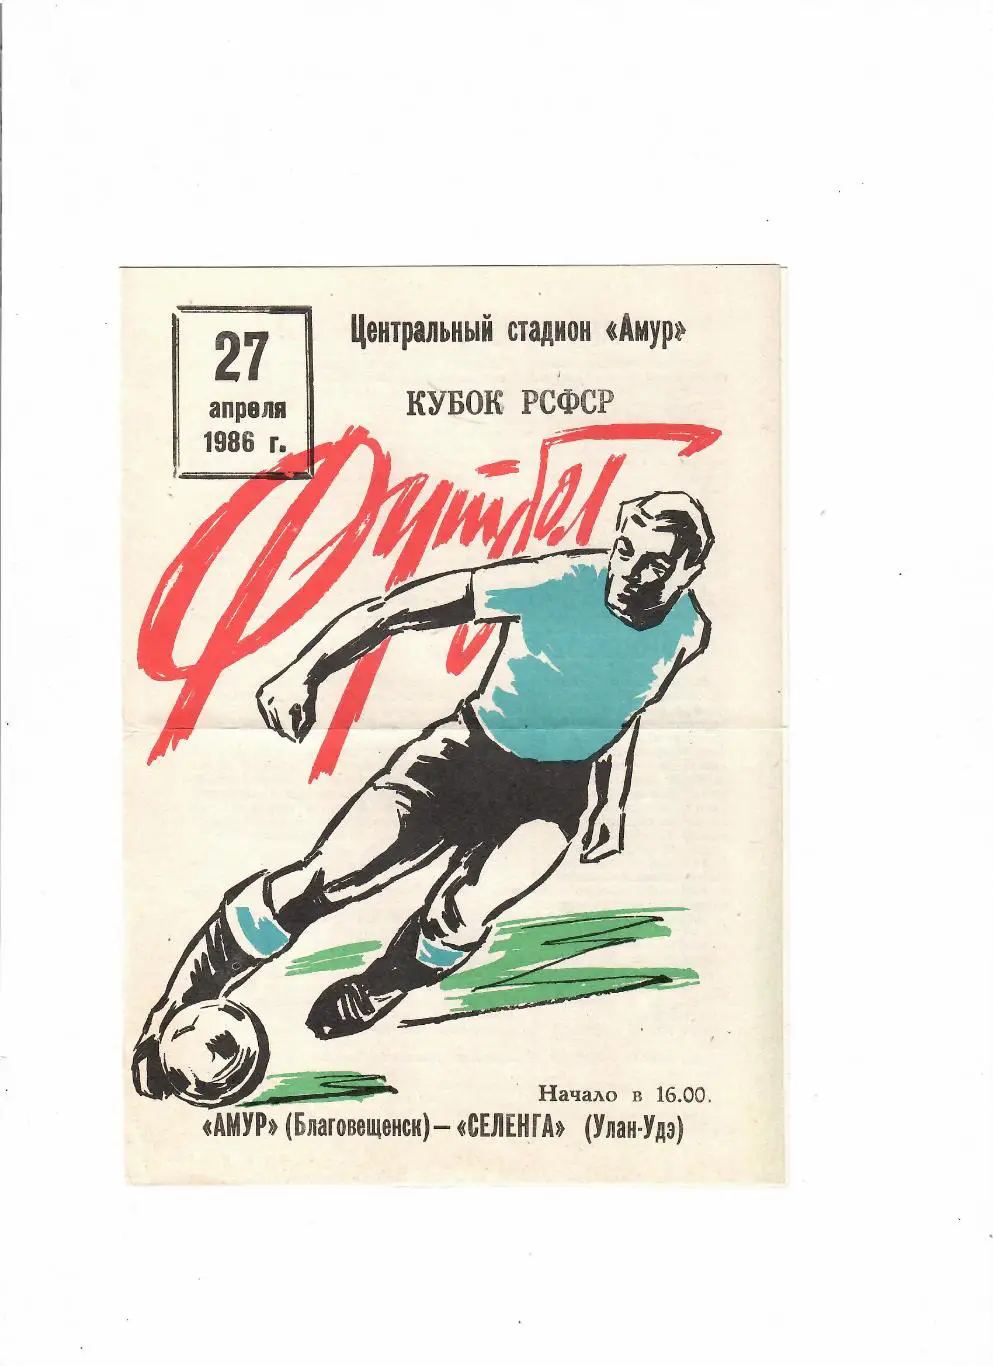 27
апреля
1986 г.
Центральный стадион «Амур»
КУБОК РСФСР
Футбол
Начало в 16.00.
«АМУР» (Благовещенск) — «СЕЛЕНГА» (Улан-Удэ)